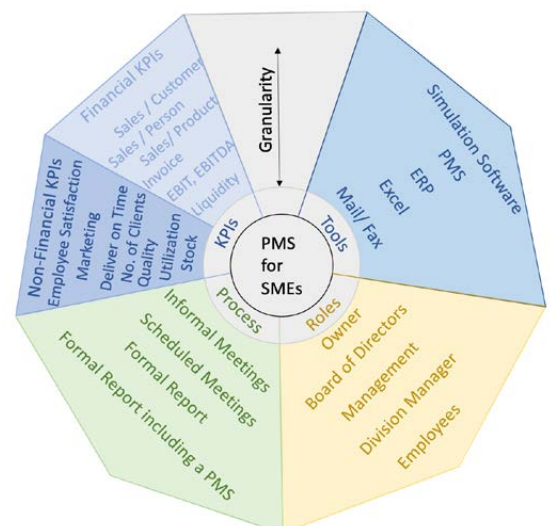 Granularity
Simulation Software
PMS
ERP
Excel
Mail/ Fax
Tools
Roles
Owner
Board of Directors
Management
Division Manager
Employees
Process
Informal Meetings
Scheduled Meetings
Formal Report
Formal Report including a PMS
KPIs
Non-Financial KPIs
Employee Satisfaction
Marketing
Deliver on Time
No. of Clients
Quality
Utilization
Stock
Financial KPIs
Sales / Customer
Sales / Person
Sales/ Product
Invoice
EBIT, EBITDA
Liquidity
PMS
for
SMEs